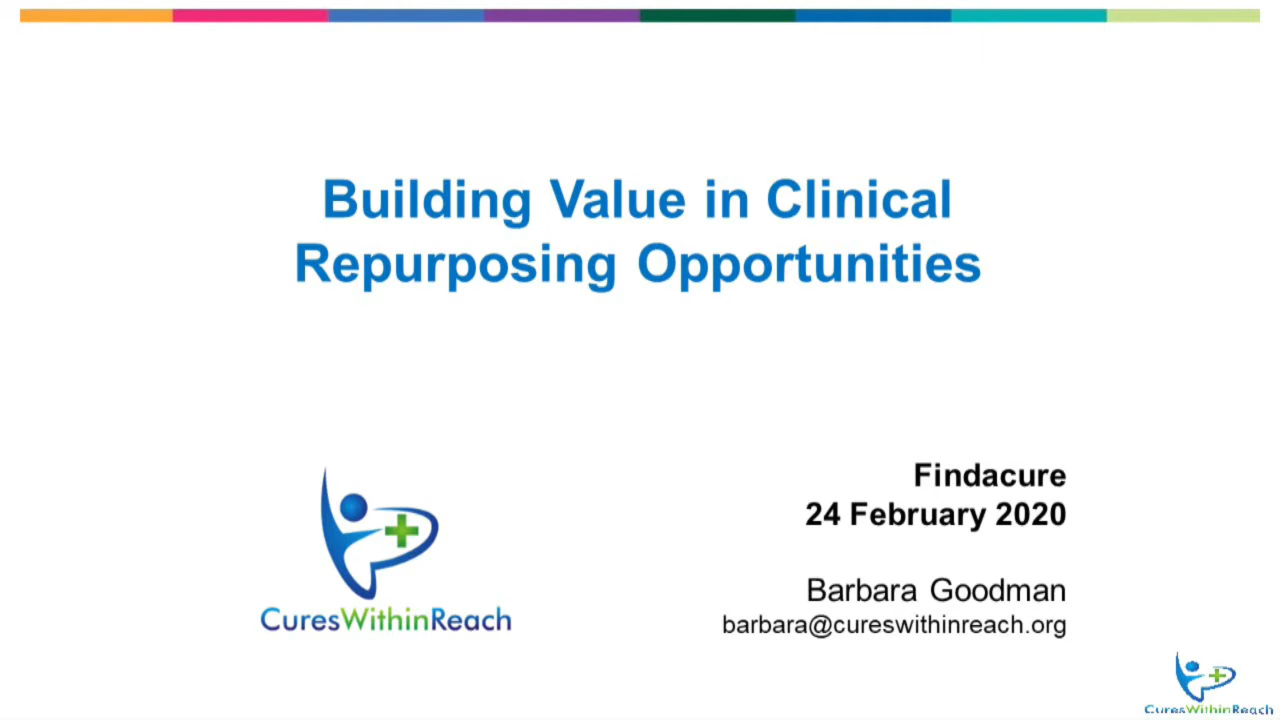 Building Value in Clinical
Repurposing Opportunities
Findacure
24 February 2020
Barbara Goodman
barbara@cureswithinreach.org
CuresWithinReach
CuresWithinReach